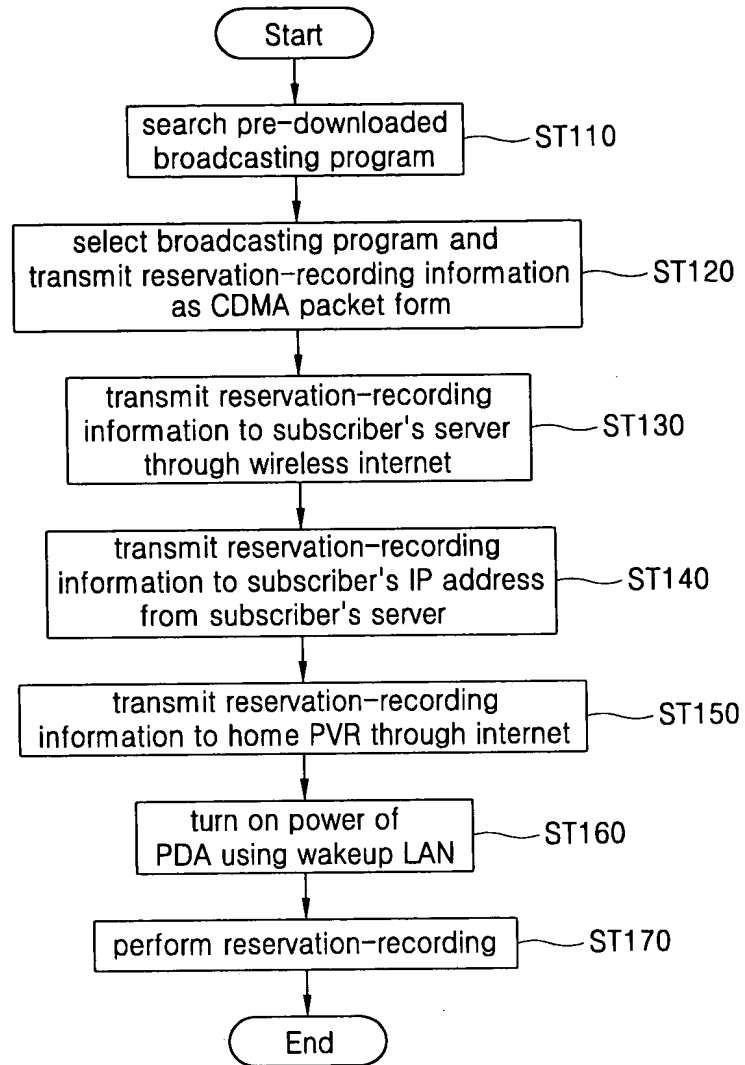 Start
search pre-downloaded
broadcasting program
ST110
select broadcasting program and
transmit reservation-recording information
as CDMA packet form
ST120
transmit reservation-recording
information to subscriber's server
through wireless internet
ST130
transmit reservation-recording
information to subscriber's IP address
from subscriber's server
ST140
transmit reservation-recording
information to home PVR through internet
ST150
turn on power of
PDA using wakeup LAN
ST160
perform reservation-recording
ST170
End